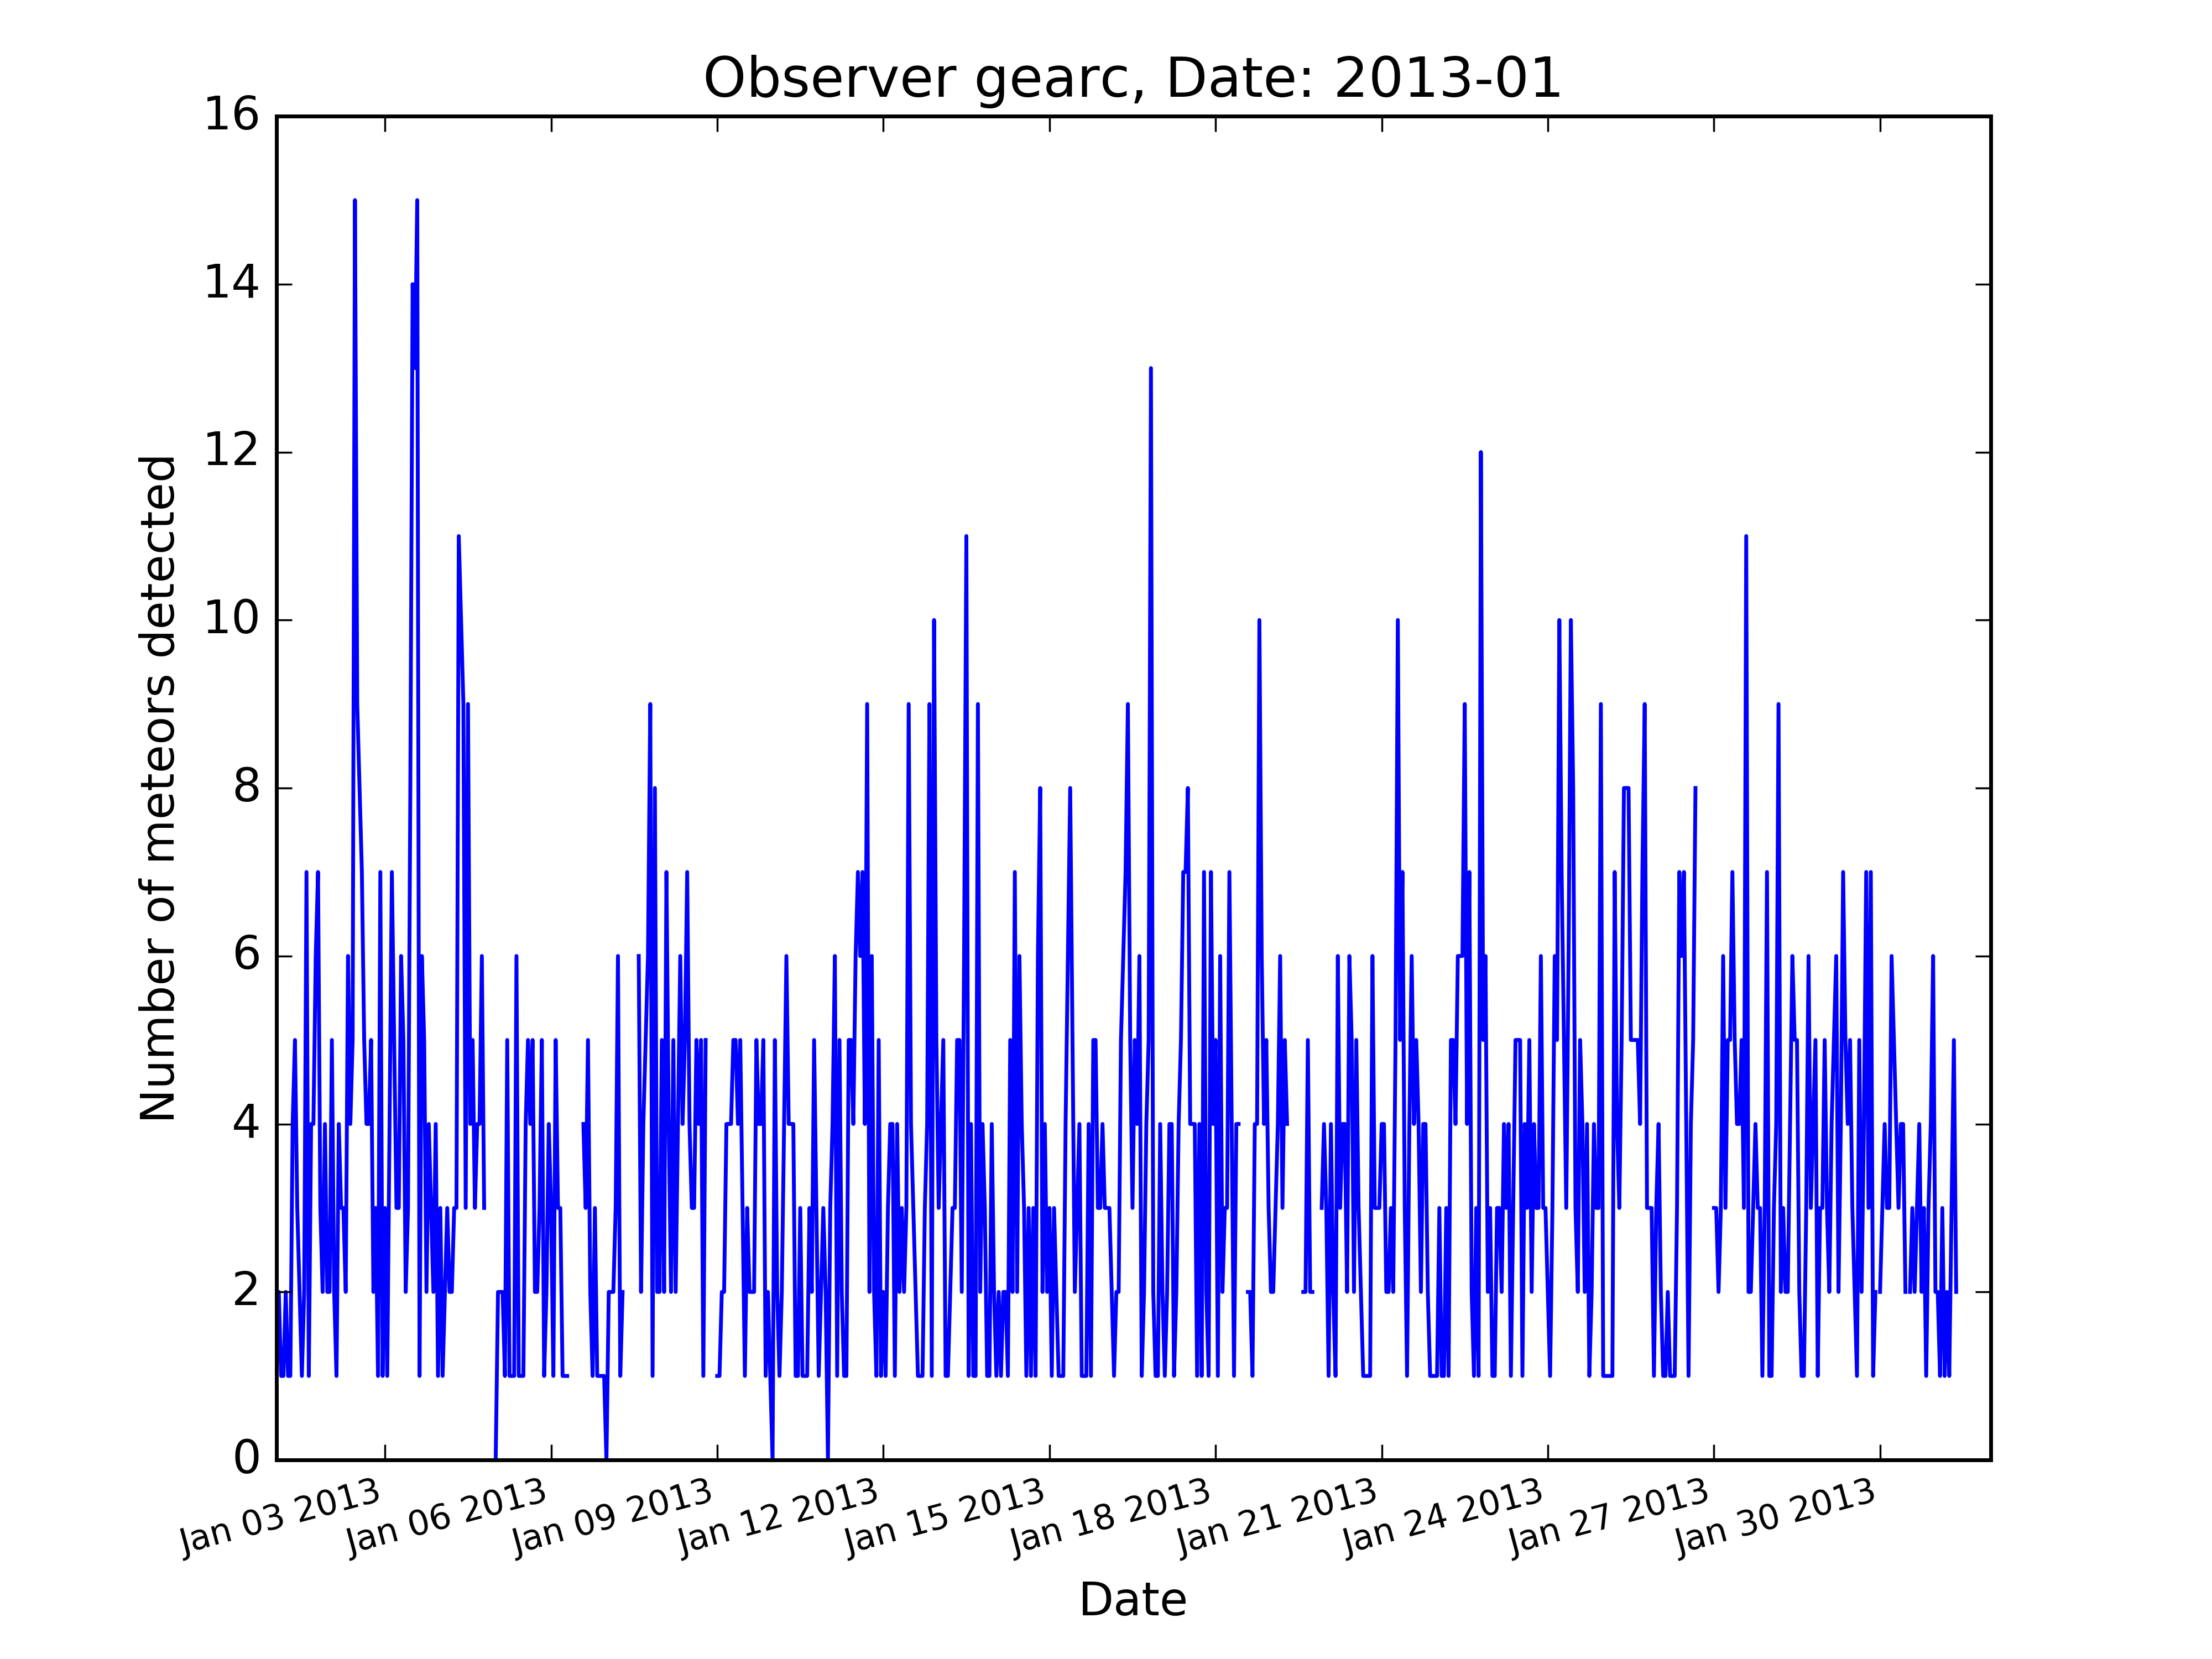 Observer gearc, Date: 2013-01
16
14
12
10
8
6
4
2
0
Number of meteors detected
Jan 03 2013
Jan 06 2013
Jan 09 2013
Jan 12 2013
Jan 15 2013
Jan 18 2013
Jan 21 2013
Jan 24 2013
Jan 27 2013
Jan 30 2013
Date